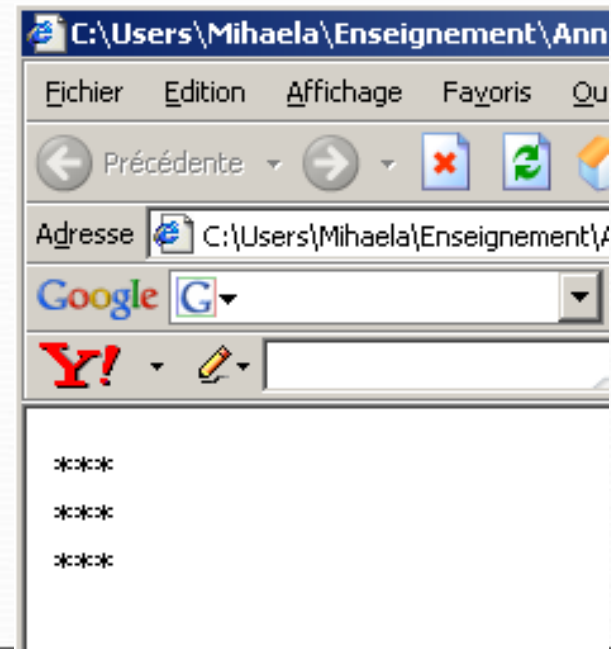 C:\Users\Mihaela\Enseignement\Ann
Fichier Edition Affichage Favoris Ou
Précédente
Adresse C:\Users\Mihaela\Enseignement\A
Google G
Y!
***
***
***